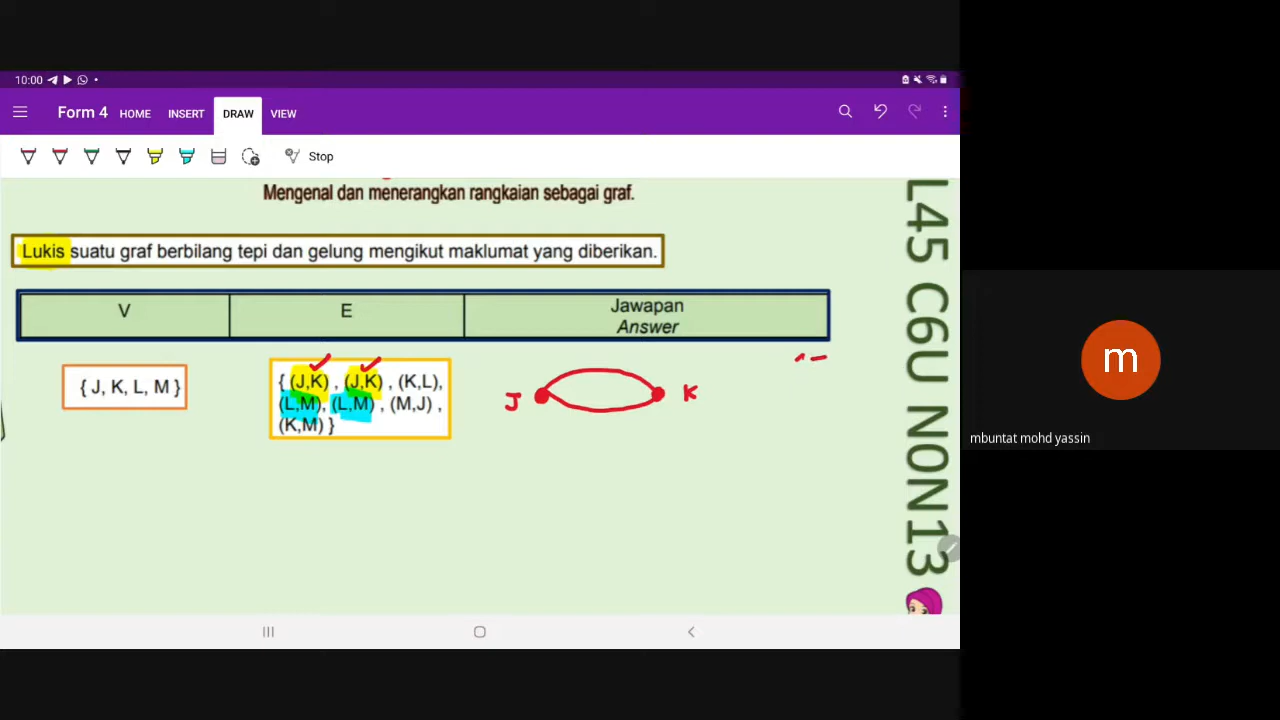 10:00
Form 4 HOME INSERT DRAW VIEW
Stop
Mengenal dan menerangkan rangkaian sebagai graf.
Lukis suatu graf berbilang tepi dan gelung mengikut maklumat yang diberikan.
V E Jawapan
Answer
{ J, K, L, M }
{ (J,K) , (J,K) , (K,L),
(L,M), (L,M) , (M,J) ,
(K,M) }
J K
L45 C6U N0N13
m
mbuntat mohd yassin